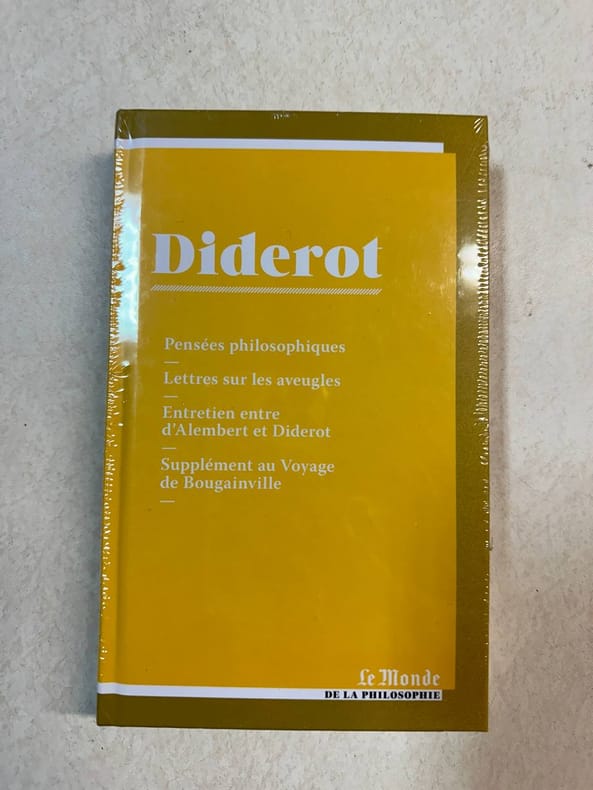 Diderot
Pensées philosophiques
Lettres sur les aveugles
Entretien entre
d'Alembert et Diderot
Supplément au Voyage
de Bougainville
Le Monde
DE LA PHILOSOPHIE